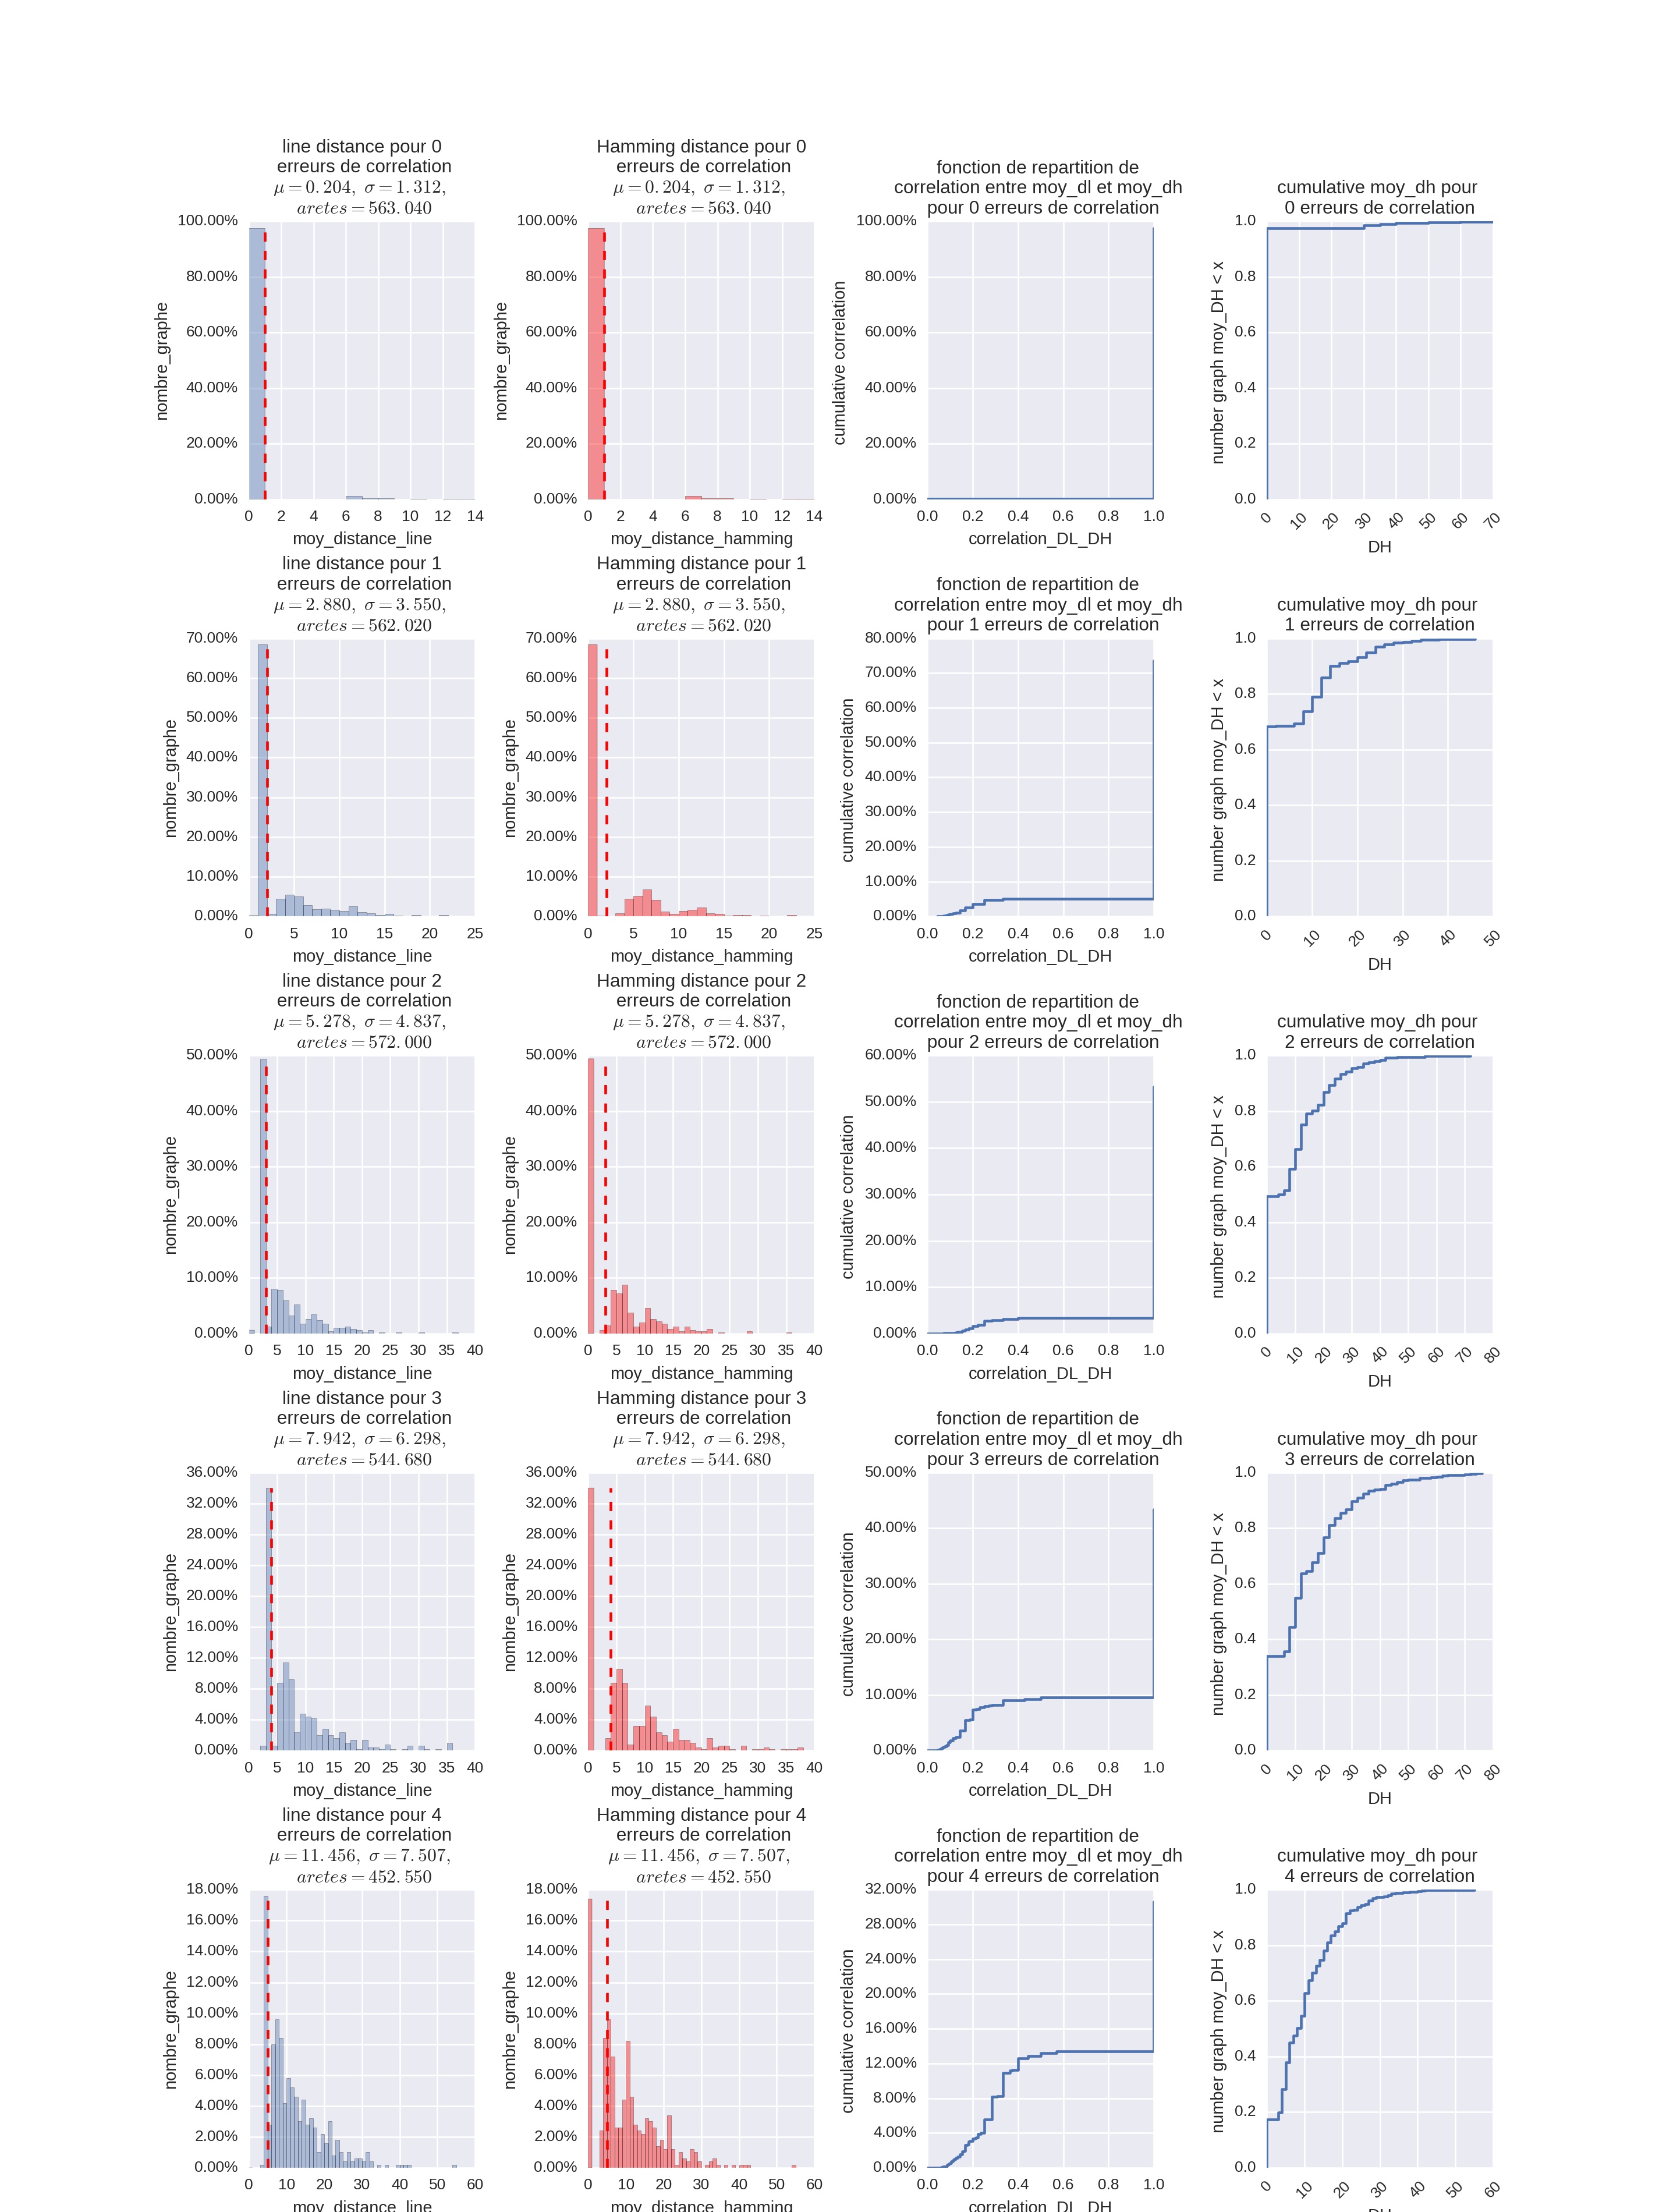 line distance pour 0
erreurs de correlation
μ = 0.204, σ = 1.312,
aretes = 563.040
100.00%
80.00%
60.00%
40.00%
20.00%
0.00%
nombre_graphe
0 2 4 6 8 10 12 14
moy_distance_line
Hamming distance pour 0
erreurs de correlation
μ = 0.204, σ = 1.312,
aretes = 563.040
100.00%
80.00%
60.00%
40.00%
20.00%
0.00%
nombre_graphe
0 2 4 6 8 10 12 14
moy_distance_hamming
fonction de repartition de
correlation entre moy_dl et moy_dh
pour 0 erreurs de correlation
100.00%
80.00%
60.00%
40.00%
20.00%
0.00%
cumulative correlation
0.0 0.2 0.4 0.6 0.8 1.0
correlation_DL_DH
cumulative moy_dh pour
0 erreurs de correlation
1.0
0.8
0.6
0.4
0.2
0.0
number graph moy_DH < x
0 10 20 30 40 50 60 70
DH
line distance pour 1
erreurs de correlation
μ = 2.880, σ = 3.550,
aretes = 562.020
70.00%
60.00%
50.00%
40.00%
30.00%
20.00%
10.00%
0.00%
nombre_graphe
0 5 10 15 20 25
moy_distance_line
Hamming distance pour 1
erreurs de correlation
μ = 2.880, σ = 3.550,
aretes = 562.020
70.00%
60.00%
50.00%
40.00%
30.00%
20.00%
10.00%
0.00%
nombre_graphe
0 5 10 15 20 25
moy_distance_hamming
fonction de repartition de
correlation entre moy_dl et moy_dh
pour 1 erreurs de correlation
80.00%
70.00%
60.00%
50.00%
40.00%
30.00%
20.00%
10.00%
0.00%
cumulative correlation
0.0 0.2 0.4 0.6 0.8 1.0
correlation_DL_DH
cumulative moy_dh pour
1 erreurs de correlation
1.0
0.8
0.6
0.4
0.2
0.0
number graph moy_DH < x
0 10 20 30 40 50
DH
line distance pour 2
erreurs de correlation
μ = 5.278, σ = 4.837,
aretes = 572.000
50.00%
40.00%
30.00%
20.00%
10.00%
0.00%
nombre_graphe
0 5 10 15 20 25 30 35 40
moy_distance_line
Hamming distance pour 2
erreurs de correlation
μ = 5.278, σ = 4.837,
aretes = 572.000
50.00%
40.00%
30.00%
20.00%
10.00%
0.00%
nombre_graphe
0 5 10 15 20 25 30 35 40
moy_distance_hamming
fonction de repartition de
correlation entre moy_dl et moy_dh
pour 2 erreurs de correlation
60.00%
50.00%
40.00%
30.00%
20.00%
10.00%
0.00%
cumulative correlation
0.0 0.2 0.4 0.6 0.8 1.0
correlation_DL_DH
cumulative moy_dh pour
2 erreurs de correlation
1.0
0.8
0.6
0.4
0.2
0.0
number graph moy_DH < x
0 10 20 30 40 50 60 70 80
DH
line distance pour 3
erreurs de correlation
μ = 7.942, σ = 6.298,
aretes = 544.680
36.00%
32.00%
28.00%
24.00%
20.00%
16.00%
12.00%
8.00%
4.00%
0.00%
nombre_graphe
0 5 10 15 20 25 30 35 40
moy_distance_line
Hamming distance pour 3
erreurs de correlation
μ = 7.942, σ = 6.298,
aretes = 544.680
36.00%
32.00%
28.00%
24.00%
20.00%
16.00%
12.00%
8.00%
4.00%
0.00%
nombre_graphe
0 5 10 15 20 25 30 35 40
moy_distance_hamming
fonction de repartition de
correlation entre moy_dl et moy_dh
pour 3 erreurs de correlation
50.00%
40.00%
30.00%
20.00%
10.00%
0.00%
cumulative correlation
0.0 0.2 0.4 0.6 0.8 1.0
correlation_DL_DH
cumulative moy_dh pour
3 erreurs de correlation
1.0
0.8
0.6
0.4
0.2
0.0
number graph moy_DH < x
0 10 20 30 40 50 60 70 80
DH
line distance pour 4
erreurs de correlation
μ = 11.456, σ = 7.507,
aretes = 452.550
18.00%
16.00%
14.00%
12.00%
10.00%
8.00%
6.00%
4.00%
2.00%
0.00%
nombre_graphe
0 10 20 30 40 50 60
moy_distance_line
Hamming distance pour 4
erreurs de correlation
μ = 11.456, σ = 7.507,
aretes = 452.550
18.00%
16.00%
14.00%
12.00%
10.00%
8.00%
6.00%
4.00%
2.00%
0.00%
nombre_graphe
0 10 20 30 40 50 60
moy_distance_hamming
fonction de repartition de
correlation entre moy_dl et moy_dh
pour 4 erreurs de correlation
32.00%
28.00%
24.00%
20.00%
16.00%
12.00%
8.00%
4.00%
0.00%
cumulative correlation
0.0 0.2 0.4 0.6 0.8 1.0
correlation_DL_DH
cumulative moy_dh pour
4 erreurs de correlation
1.0
0.8
0.6
0.4
0.2
0.0
number graph moy_DH < x
0 10 20 30 40 50 60